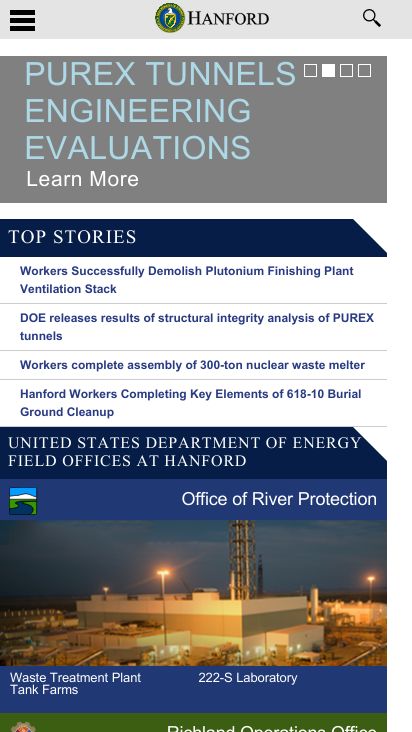 HANFORD
PUREX TUNNELS
ENGINEERING
EVALUATIONS
Learn More
TOP STORIES
Workers Successfully Demolish Plutonium Finishing Plant
Ventilation Stack
DOE releases results of structural integrity analysis of PUREX
tunnels
Workers complete assembly of 300-ton nuclear waste melter
Hanford Workers Completing Key Elements of 618-10 Burial
Ground Cleanup
UNITED STATES DEPARTMENT OF ENERGY
FIELD OFFICES AT HANFORD
Office of River Protection
Waste Treatment Plant
222-S Laboratory
Tank Farms
Richland Operations Office